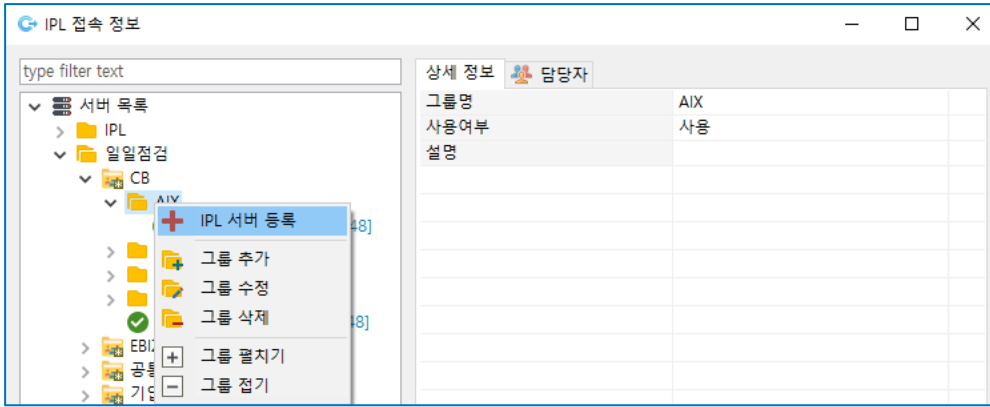 IPL 접속 정보
type filter text
서버 목록
IPL
일일점검
CB
AIX
48]
48]
공통
상세 정보
담당자
그룹명 AIX
사용여부 사용
설명
IPL 서버 등록
그룹 추가
그룹 수정
그룹 삭제
그룹 펼치기
그룹 접기